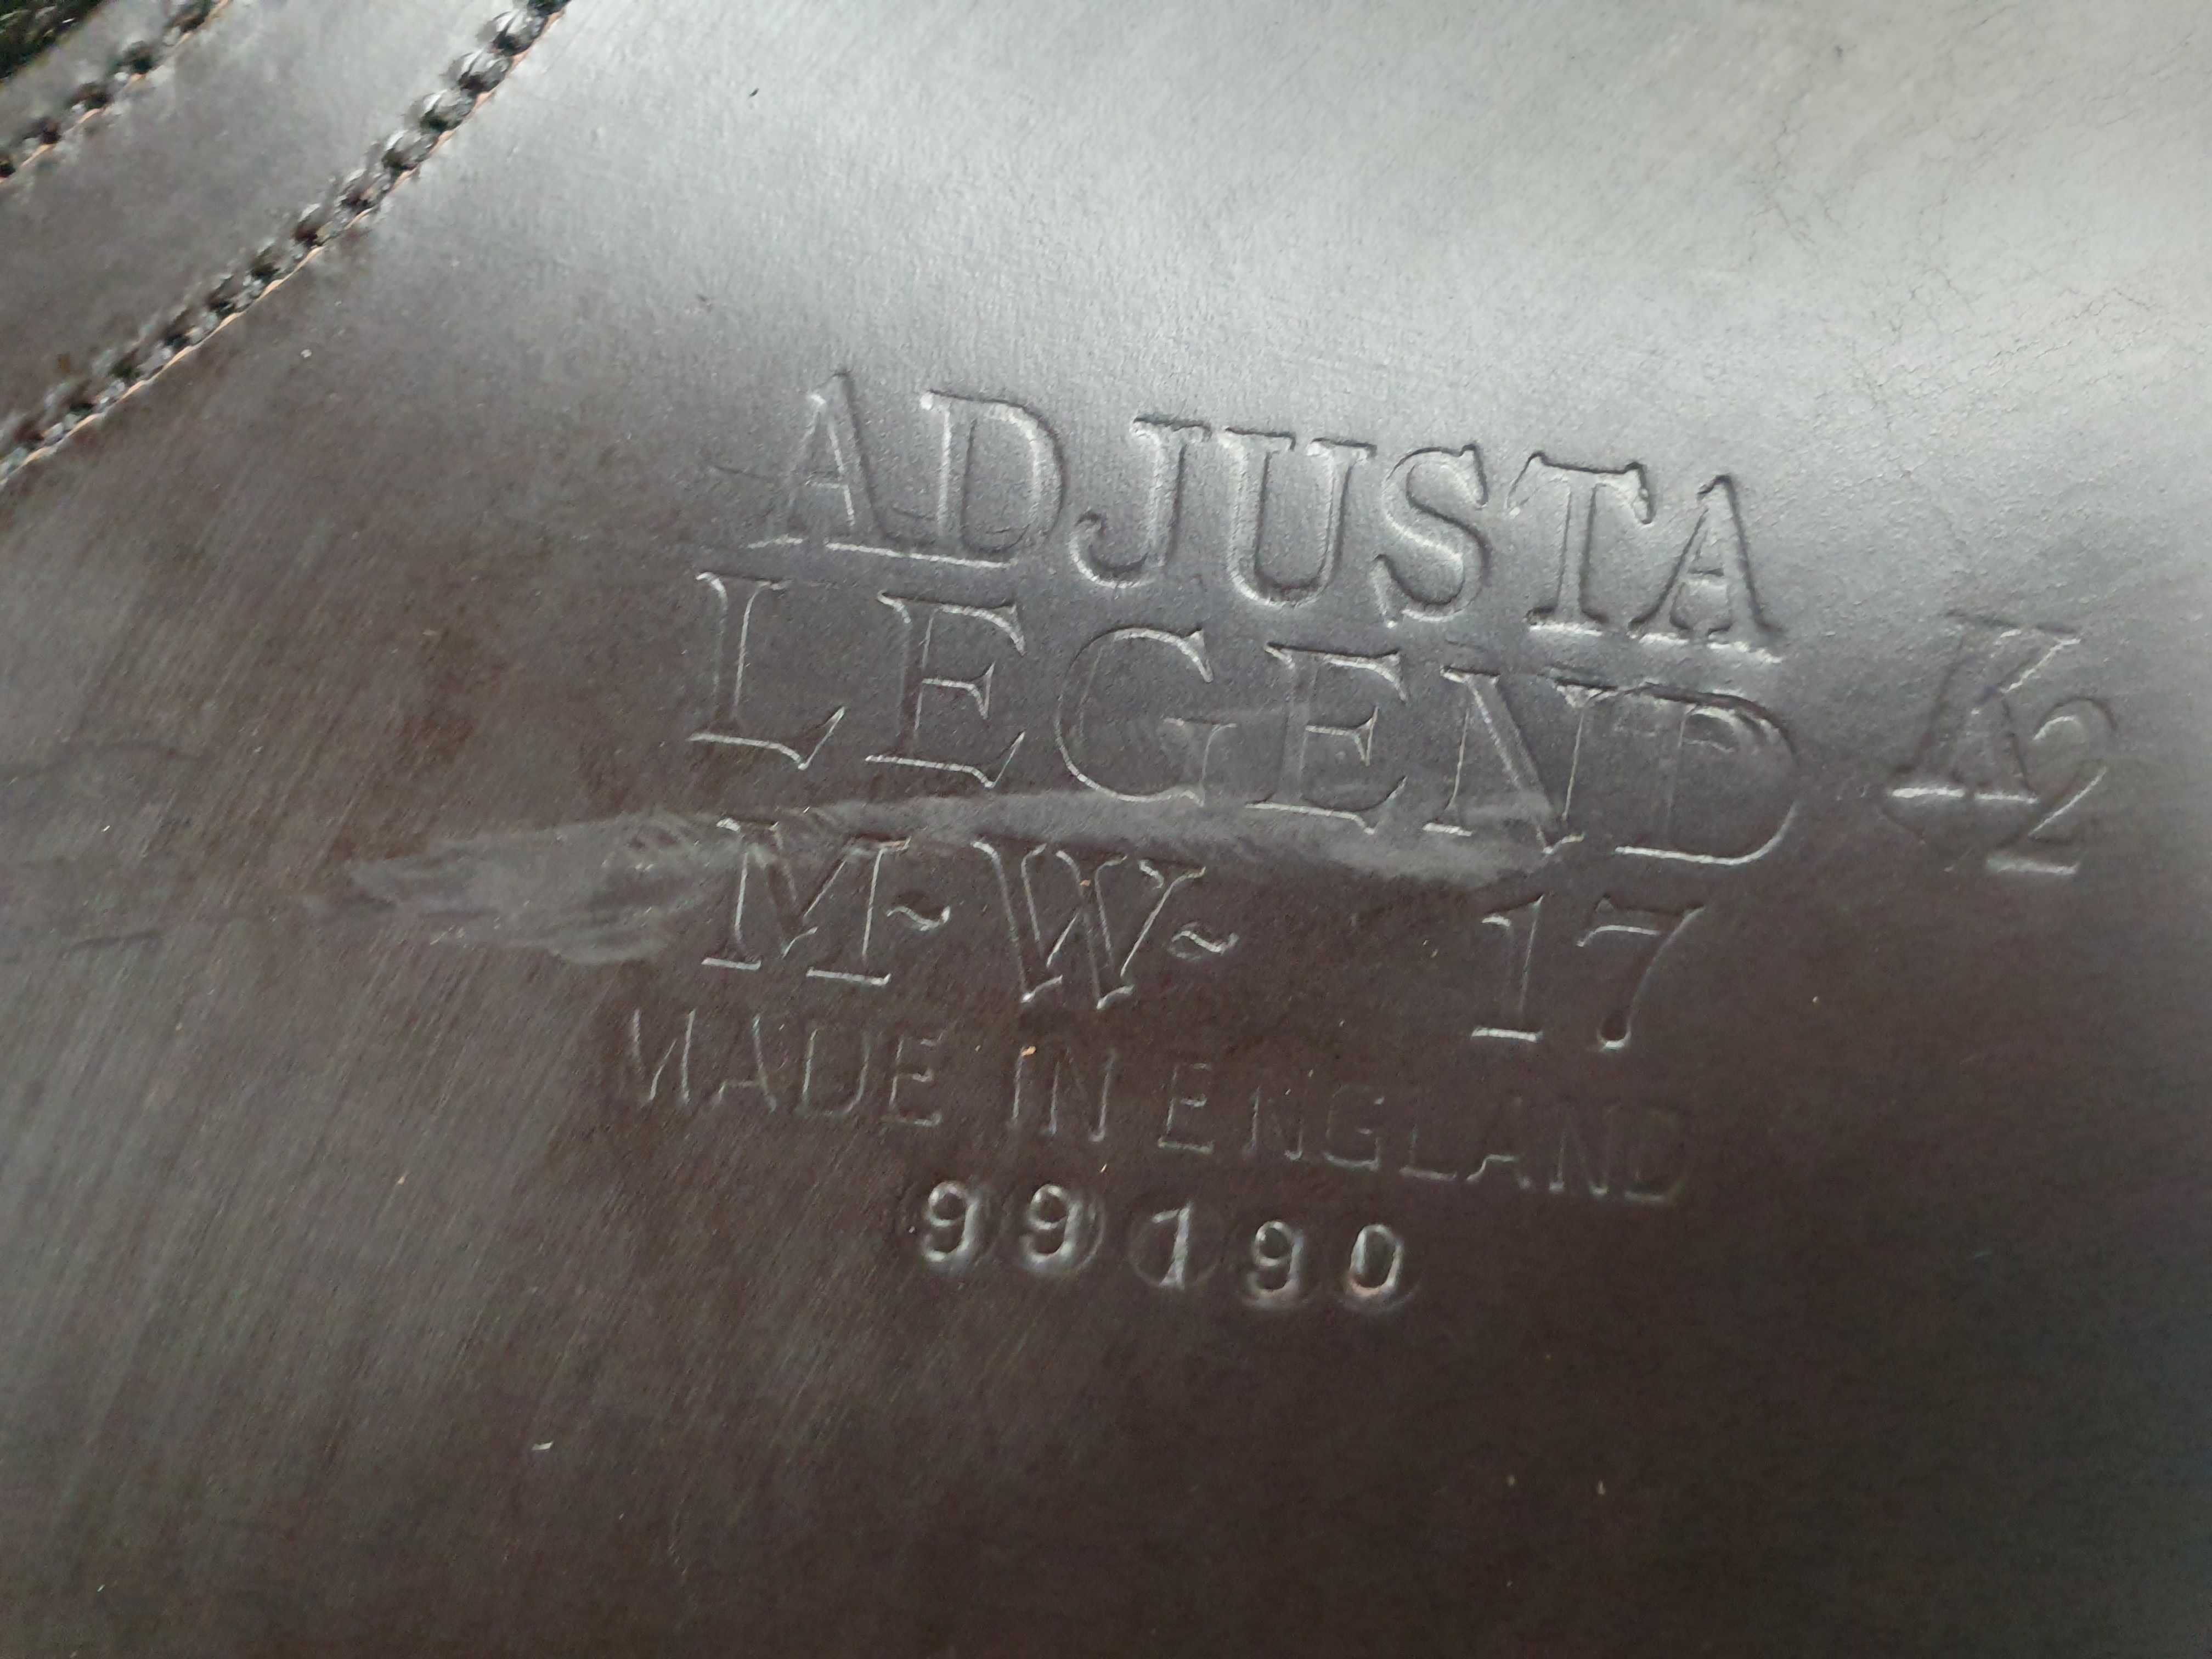 ADJUSTA
LEGEND K2
M~W~ 17
MADE IN ENGLAND
99190